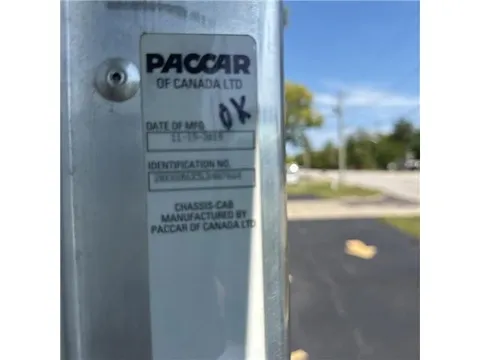 PACCAR
OF CANADA LTD
OK
DATE OF MFG
IDENTIFICATION NO.
CHASSIS-CAB
MANUFACTURED BY
PACCAR OF CANADA LTD